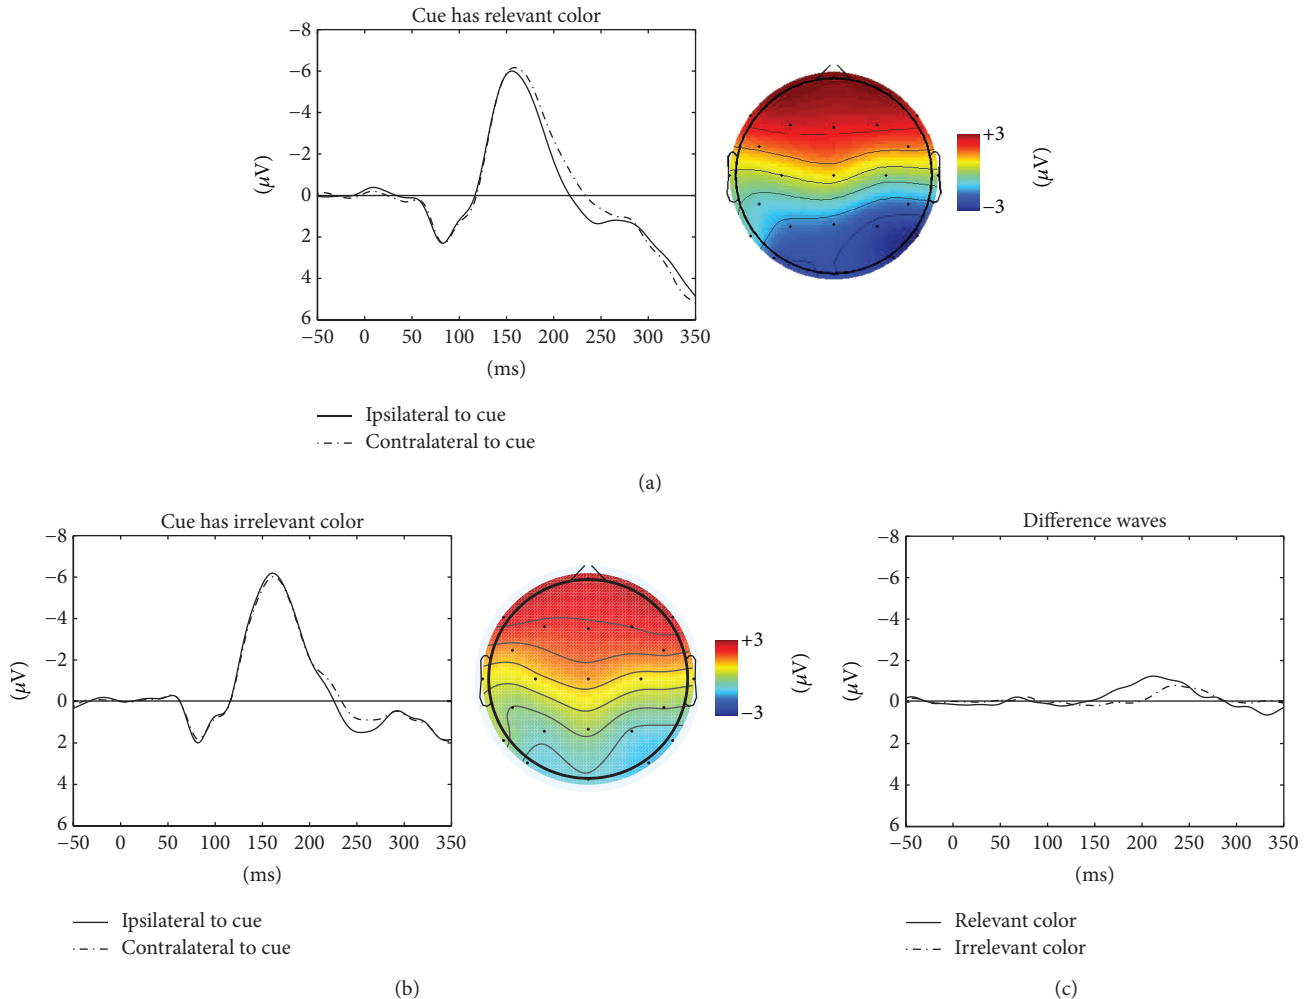 Cue has relevant color
−8
−6
−4
−2
0
2
4
6
(μV)
−50 0 50 100 150 200 250 300 350
(ms)
+3
−3
(μV)
Ipsilateral to cue
Contralateral to cue
(a)
Cue has irrelevant color
−8
−6
−4
−2
0
2
4
6
(μV)
−50 0 50 100 150 200 250 300 350
(ms)
+3
−3
(μV)
Ipsilateral to cue
Contralateral to cue
(b)
Difference waves
−8
−6
−4
−2
0
2
4
6
(μV)
−50 0 50 100 150 200 250 300 350
(ms)
Relevant color
Irrelevant color
(c)